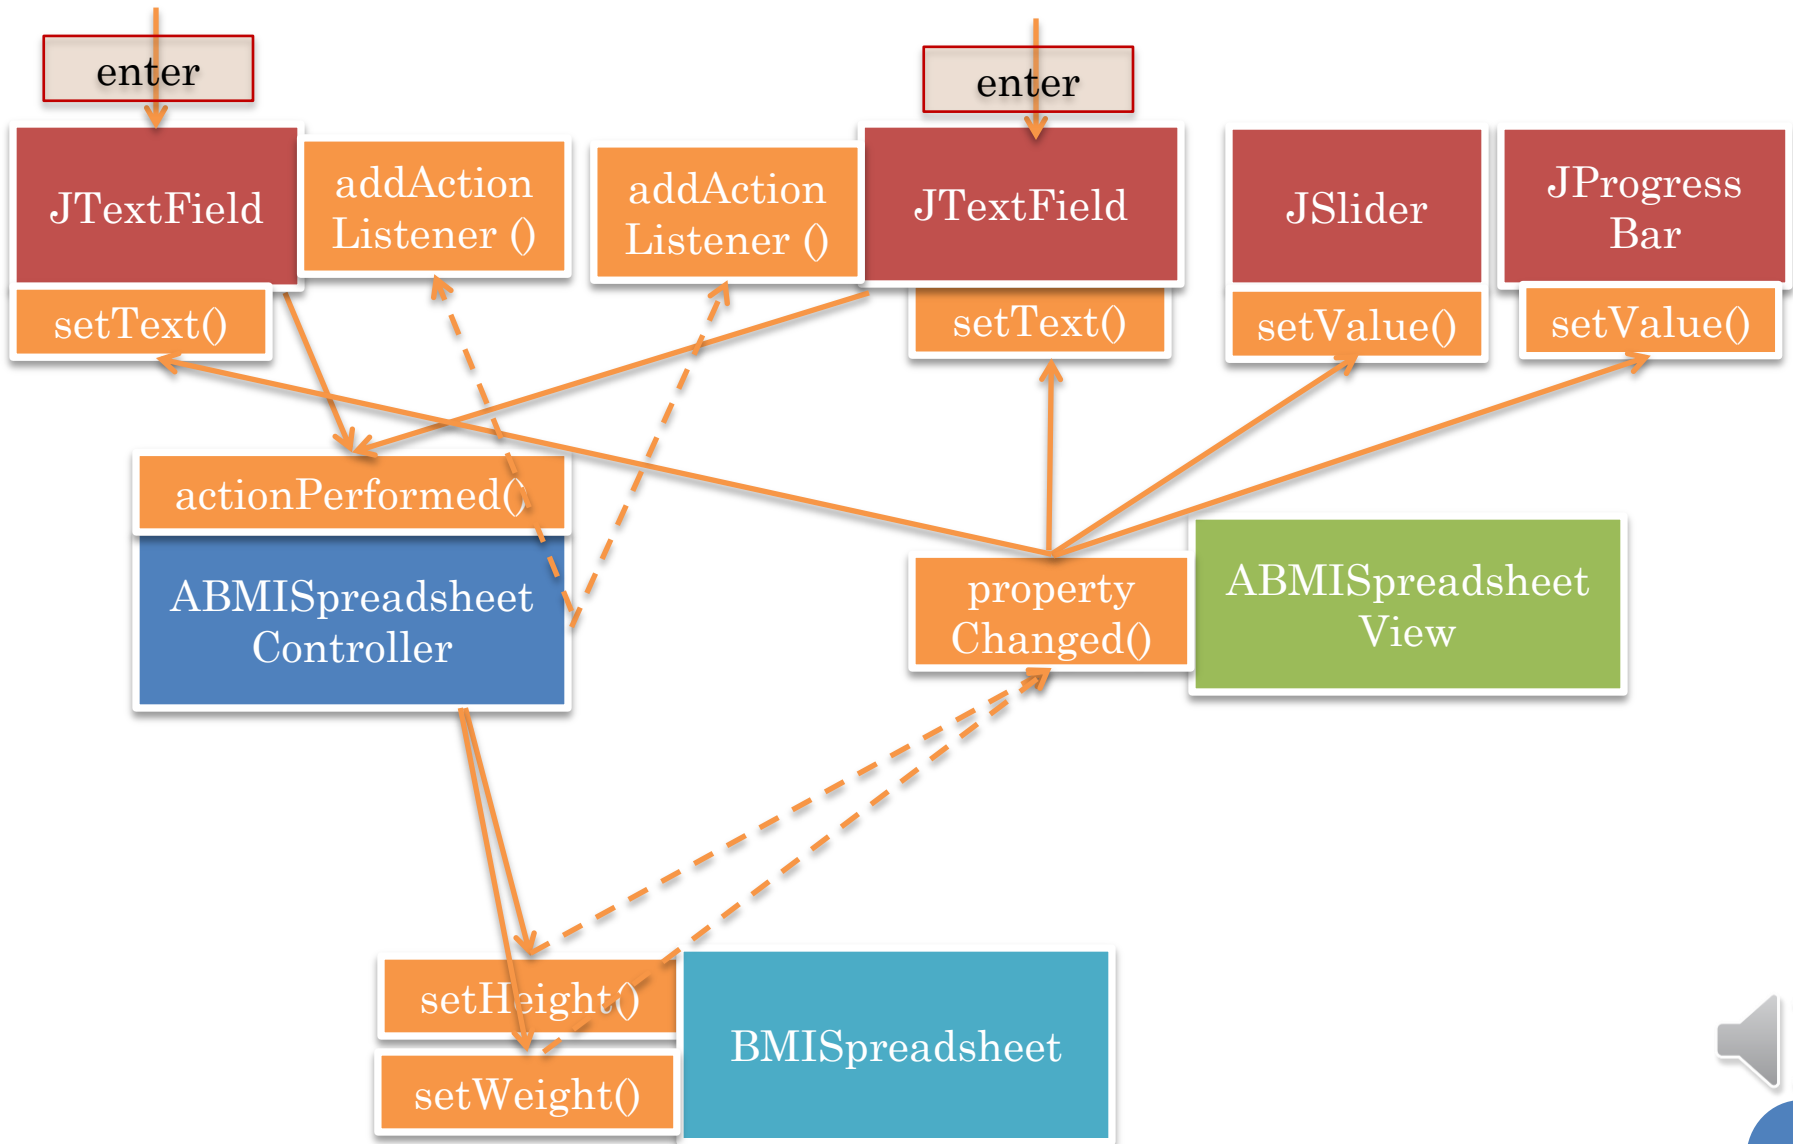 enter
enter
JTextField
addAction
Listener ()
addAction
Listener ()
JTextField
JSlider
JProgress
Bar
setText()
setText()
setValue()
setValue()
actionPerformed()
ABMISpreadsheet
Controller
property
Changed()
ABMISpreadsheet
View
setHeight()
setWeight()
BMISpreadsheet